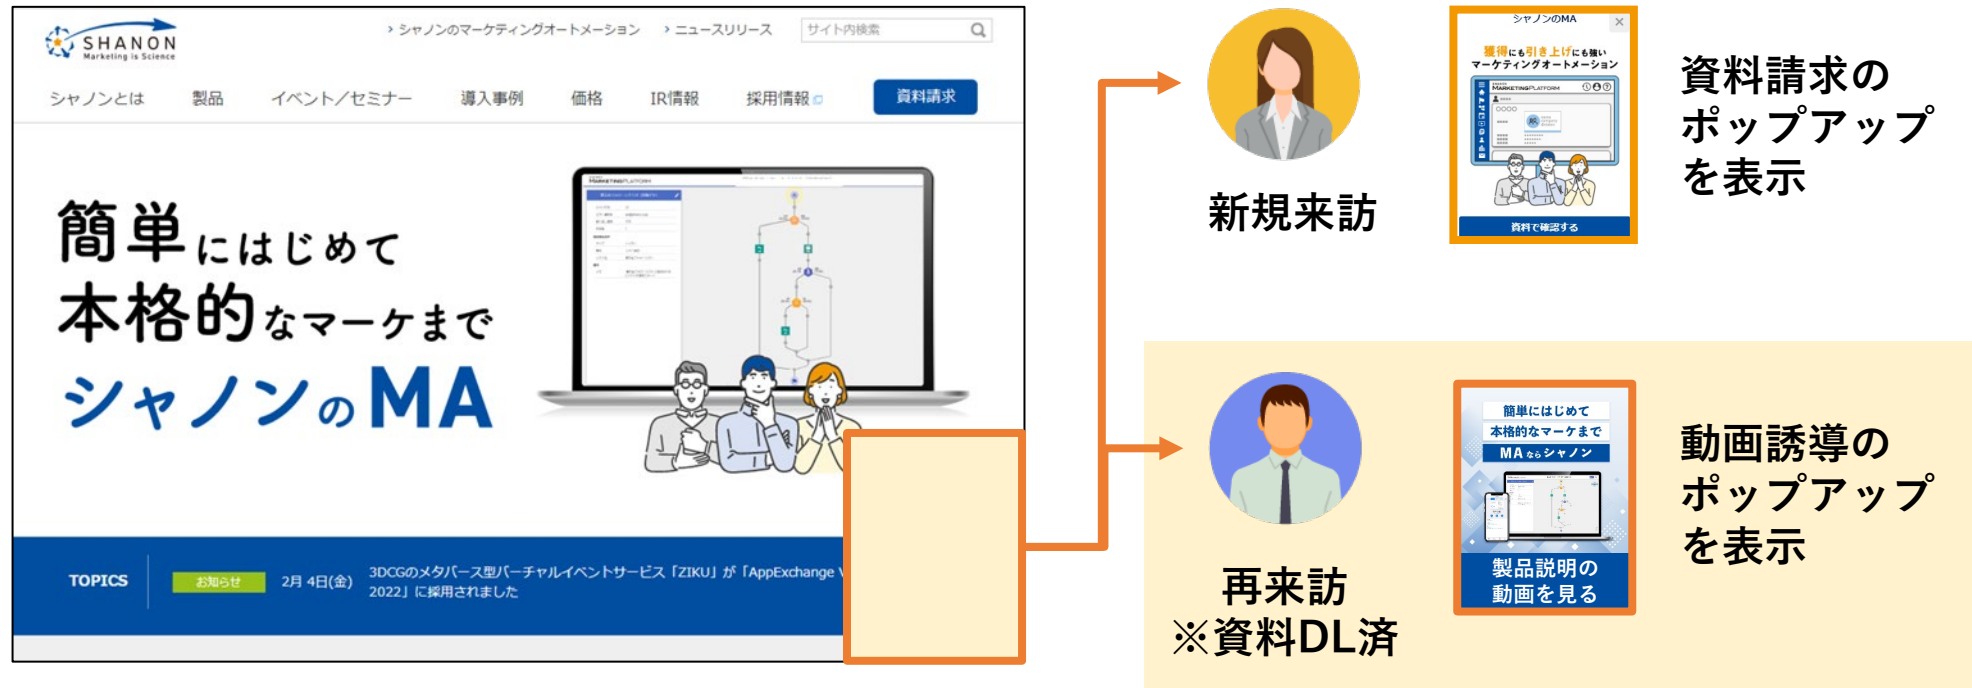 SHANON
Marketing is Science
> シャノンのマーケティングオートメーション
> ニュースリリース
サイト内検索
シャノンとは
製品
イベント／セミナー
導入事例
価格
IR情報
採用情報
資料請求
簡単にはじめて
本格的なマーケまで
シャノンのMA
MARKETINGPLATFORM
TOPICS
お知らせ
2月 4日(金)
3DCGのメタバース型バーチャルイベントサービス「ZIKU」が「AppExchange
2022」に採用されました
新規来訪
シャノンのMA
獲得にも引き上げにも強い
マーケティングオートメーション
MARKETINGPLATFORM
資料で確認する
資料請求の
ポップアップ
を表示
再来訪
※資料DL済
簡単にはじめて
本格的なマーケまで
MAならシャノン
製品説明の
動画を見る
動画誘導の
ポップアップ
を表示